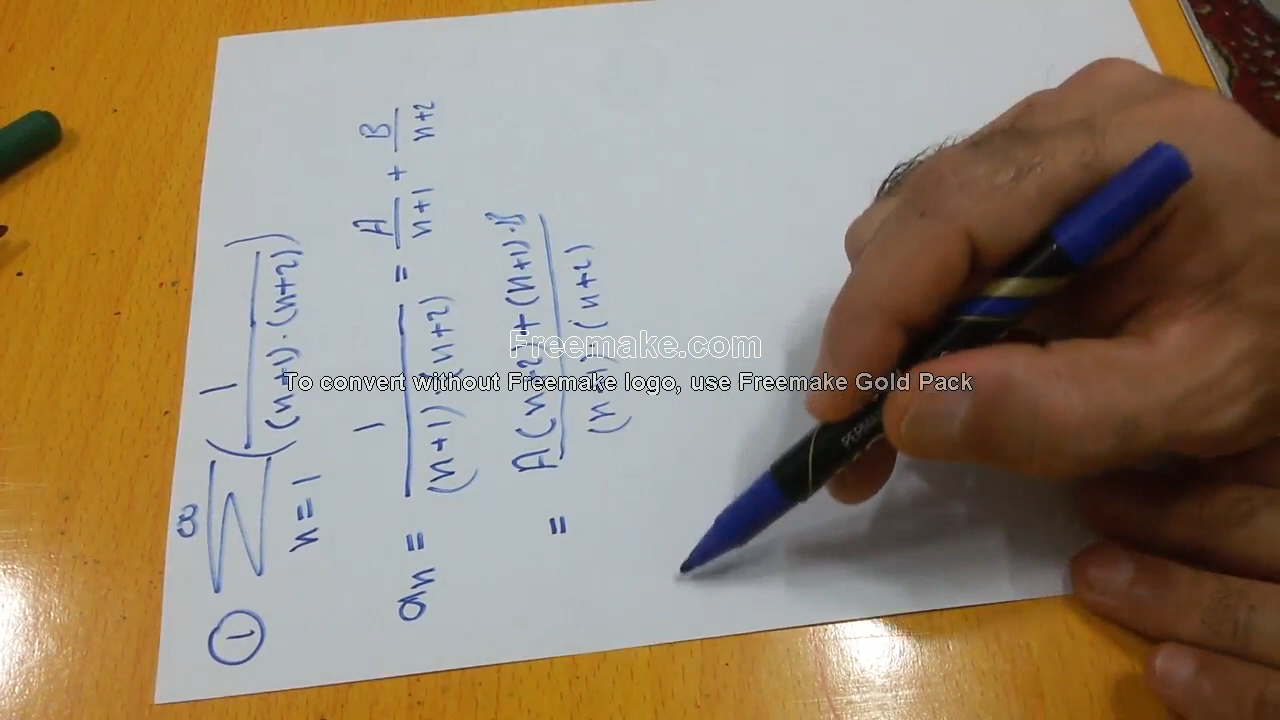 ① ∞ Σ n=1 ( 1 / (n+1)·(n+2) )
an = 1 / (n+1)·(n+2) = A / n+1 + B / n+2
= A(n+2)+(n+1)·B / (n+1)·(n+2)
Freemake.com
To convert without Freemake logo, use Freemake Gold Pack